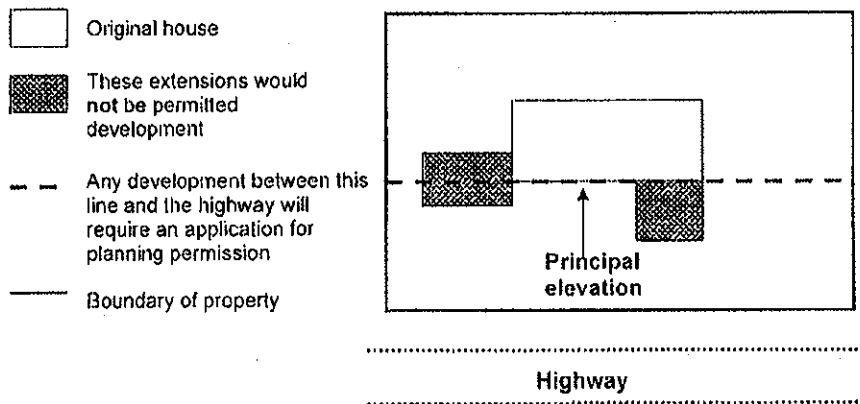 Original house
These extensions would
not be permitted
development
Any development between this
line and the highway will
require an application for
planning permission
Boundary of property
Principal
elevation
Highway